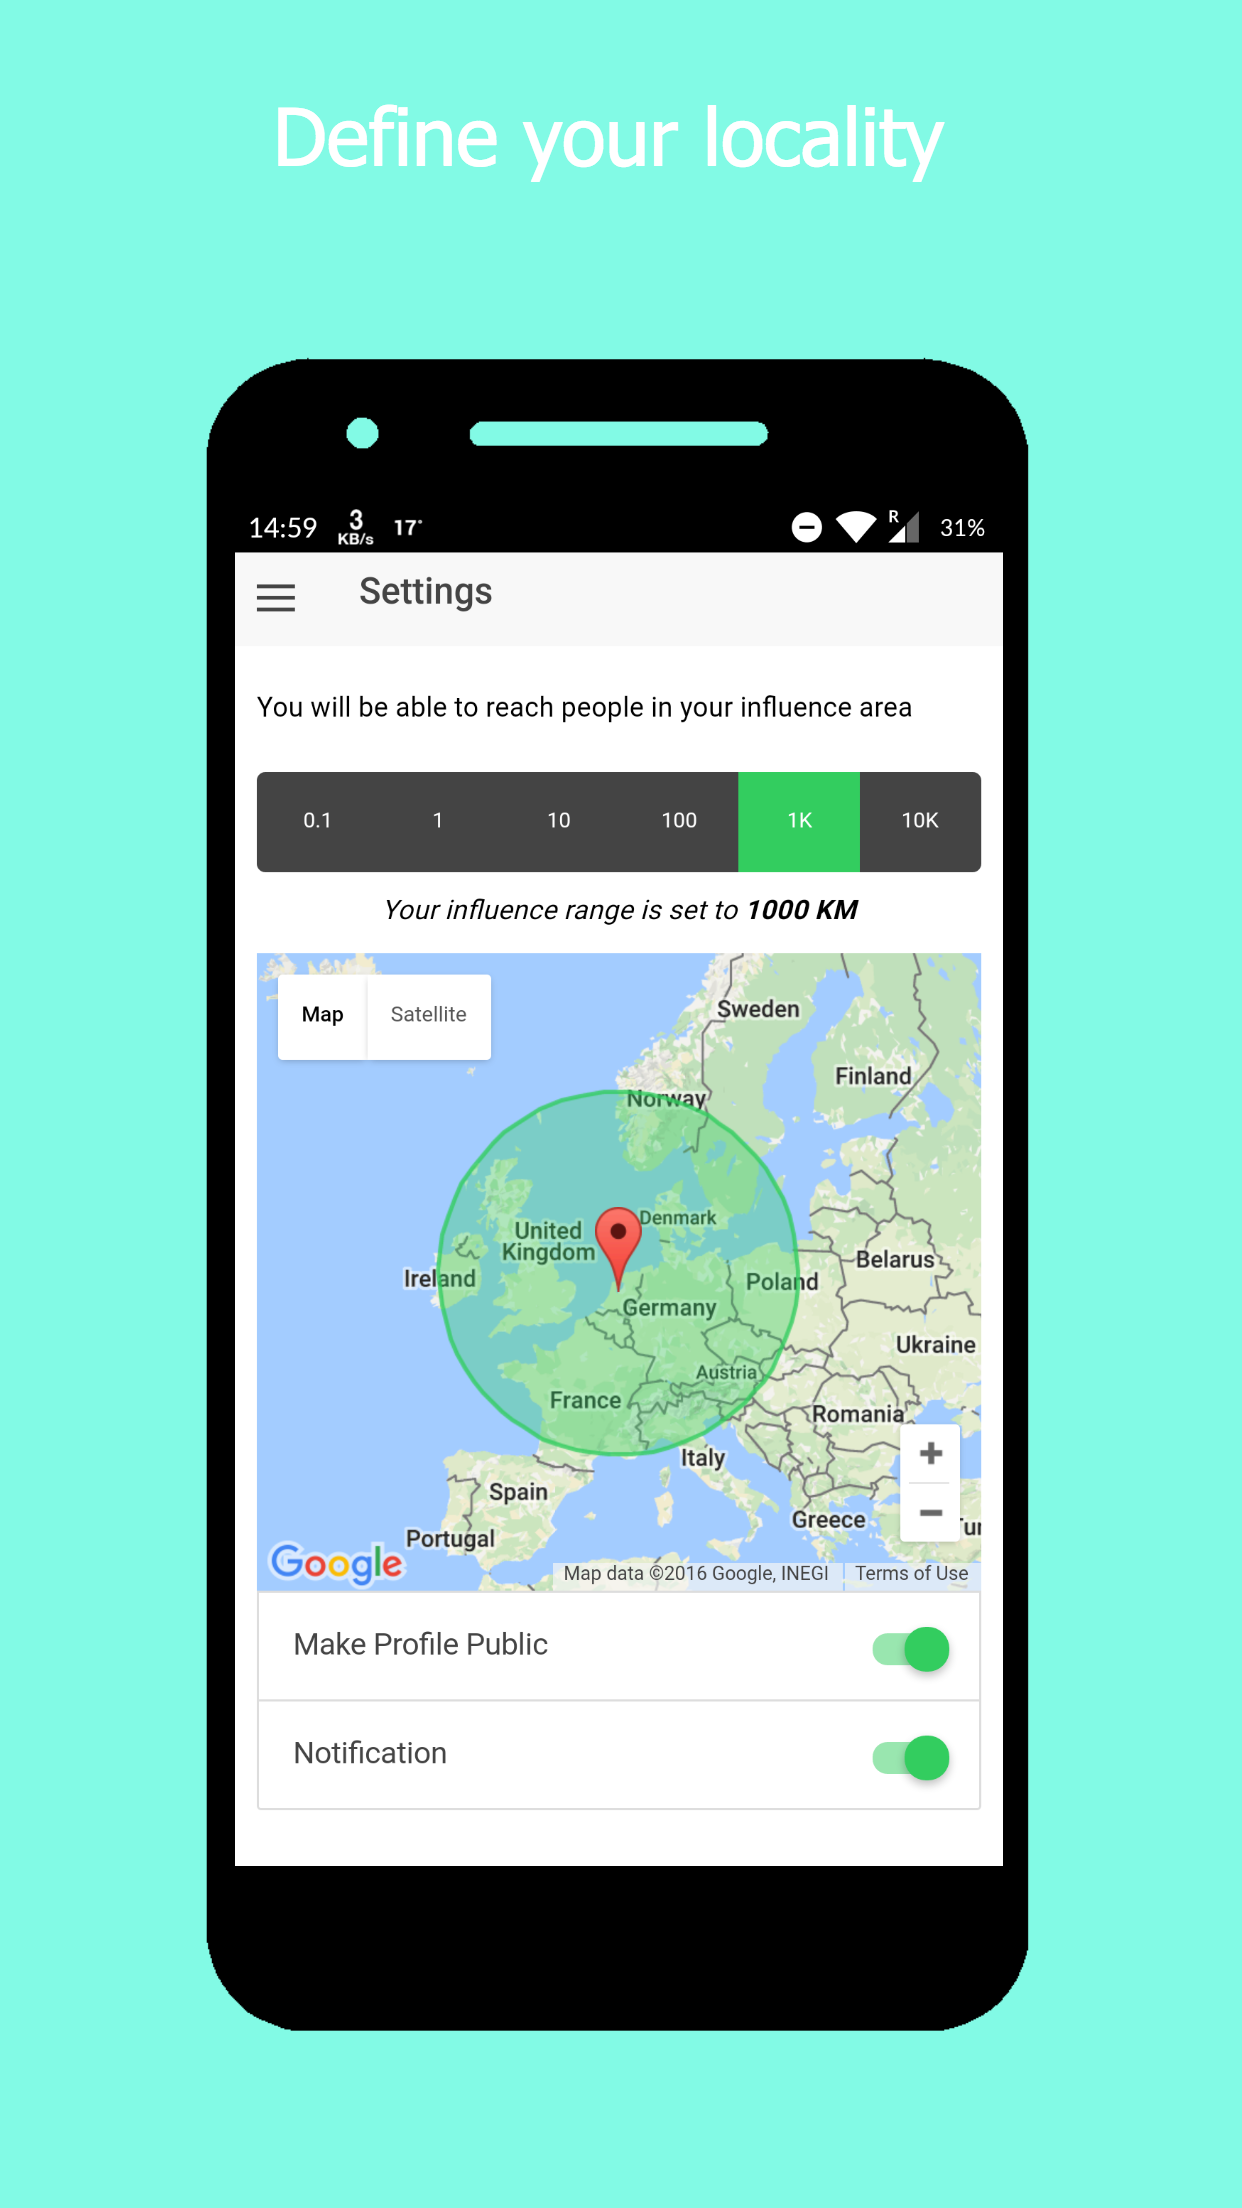 Define your locality
14:59 3 KB/s 17° R 31%
Settings
You will be able to reach people in your influence area
0.1 1 10 100 1K 10K
Your influence range is set to 1000 KM
Map Satellite
Sweden
Finland
Norway
Denmark
United
Kingdom
Belarus
Ireland
Poland
Germany
Ukraine
Austria
France
Romania
Italy
Spain
Greece
Portugal
Tur
Google
Map data ©2016 Google, INEGI Terms of Use
Make Profile Public
Notification